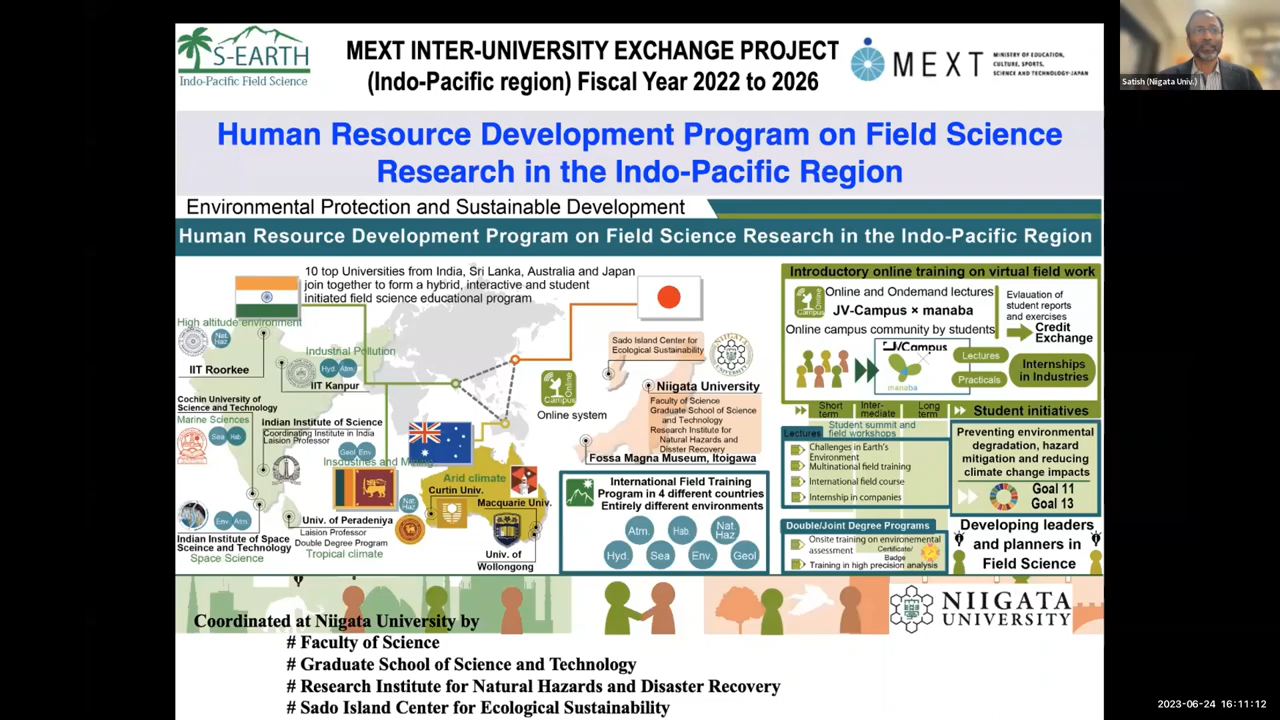 S-EARTH
Indo-Pacific Field Science
MEXT INTER-UNIVERSITY EXCHANGE PROJECT
(Indo-Pacific region) Fiscal Year 2022 to 2026
MEXT
MINISTRY OF EDUCATION,
CULTURE, SPORTS,
SCIENCE AND TECHNOLOGY-JAPAN
Satish (Niigata Univ.)
Human Resource Development Program on Field Science
Research in the Indo-Pacific Region
Environmental Protection and Sustainable Development
Human Resource Development Program on Field Science Research in the Indo-Pacific Region
10 top Universities from India, Sri Lanka, Australia and Japan
join together to form a hybrid, interactive and student
initiated field science educational program
High altitude environment
Nat.
Haz
IIT Roorkee
Industrial Pollution
Hyd. Atm.
IIT Kanpur
Cochin University of
Science and Technology
Marine Sciences
Sea Hab.
Indian Institute of Science
Coordinating Institute in India
Laision Professor
Geol Env
Insdustries and Mining
Env. Atm.
Indian Institute of Space
Sceince and Technology
Space Science
Nat.
Haz
Univ. of Peradeniya
Laision Professor
Double Degree Program
Tropical climate
Arid climate
Curtin Univ.
Macquarie Univ.
Univ. of
Wollongong
Online
Campus
Online system
Sado Island Center for
Ecological Sustainability
Niigata University
Faculty of Science
Graduate School of Science
and Technology
Research Institute for
Natural Hazards and
Disster Recovery
Fossa Magna Museum, Itoigawa
International Field Training
Program in 4 different countries
Entirely different environments
Atm. Hab. Nat.
Haz
Hyd. Sea Env. Geol
Introductory online training on virtual field work
Online
Campus
Online and Ondemand lectures
JV-Campus × manaba
Online campus community by students
Evlauation of
student reports
and exercises
Credit
Exchange
JV/Campus
manaba
Lectures
Practicals
Internships
in Industries
Short
term
Inter-
mediate
Long
term
Student initiatives
Student summit and
field workshops
Lectures
Challenges in Earth's
Environment
Multinational field training
International field course
Internship in companies
Preventing environmental
degradation, hazard
mitigation and reducing
climate change impacts
Goal 11
Goal 13
Double/Joint Degree Programs
Onsite training on environemental
assessment
Certificate/
Badge
Training in high precision analysis
Developing leaders
and planners in
Field Science
NIIGATA
UNIVERSITY
Coordinated at Niigata University by
# Faculty of Science
# Graduate School of Science and Technology
# Research Institute for Natural Hazards and Disaster Recovery
# Sado Island Center for Ecological Sustainability
2023-06-24 16:11:12